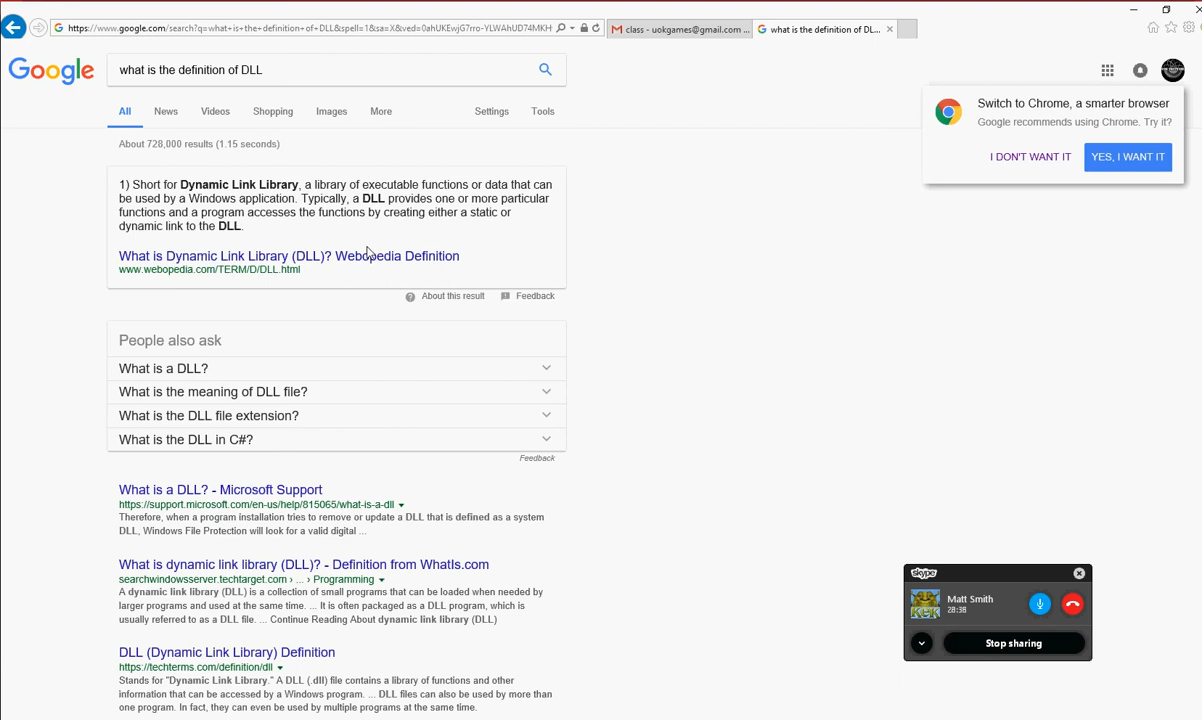 https://www.google.com/search?q=what+is+the+definition+of+DLL&spell=1&sa=X&ved=0ahUKEwjG7rro-YLWAhUD74MKH
class - uokgames@gmail.com ...
what is the definition of DL...
Google
what is the definition of DLL
All News Videos Shopping Images More Settings Tools
Switch to Chrome, a smarter browser
Google recommends using Chrome. Try it?
I DON'T WANT IT YES, I WANT IT
About 728,000 results (1.15 seconds)
1) Short for Dynamic Link Library, a library of executable functions or data that can
be used by a Windows application. Typically, a DLL provides one or more particular
functions and a program accesses the functions by creating either a static or
dynamic link to the DLL.
What is Dynamic Link Library (DLL)? Webopedia Definition
www.webopedia.com/TERM/D/DLL.html
About this result Feedback
People also ask
What is a DLL?
What is the meaning of DLL file?
What is the DLL file extension?
What is the DLL in C#?
Feedback
What is a DLL? - Microsoft Support
https://support.microsoft.com/en-us/help/815065/what-is-a-dll
Therefore, when a program installation tries to remove or update a DLL that is defined as a system
DLL, Windows File Protection will look for a valid digital ...
What is dynamic link library (DLL)? - Definition from WhatIs.com
searchwindowsserver.techtarget.com › ... › Programming
A dynamic link library (DLL) is a collection of small programs that can be loaded when needed by
larger programs and used at the same time. ... It is often packaged as a DLL program, which is
usually referred to as a DLL file. ... Continue Reading About dynamic link library (DLL)
DLL (Dynamic Link Library) Definition
https://techterms.com/definition/dll
Stands for "Dynamic Link Library." A DLL (.dll) file contains a library of functions and other
information that can be accessed by a Windows program. ... DLL files can also be used by more than
one program. In fact, they can even be used by multiple programs at the same time.
skype
Matt Smith
28:38
Stop sharing